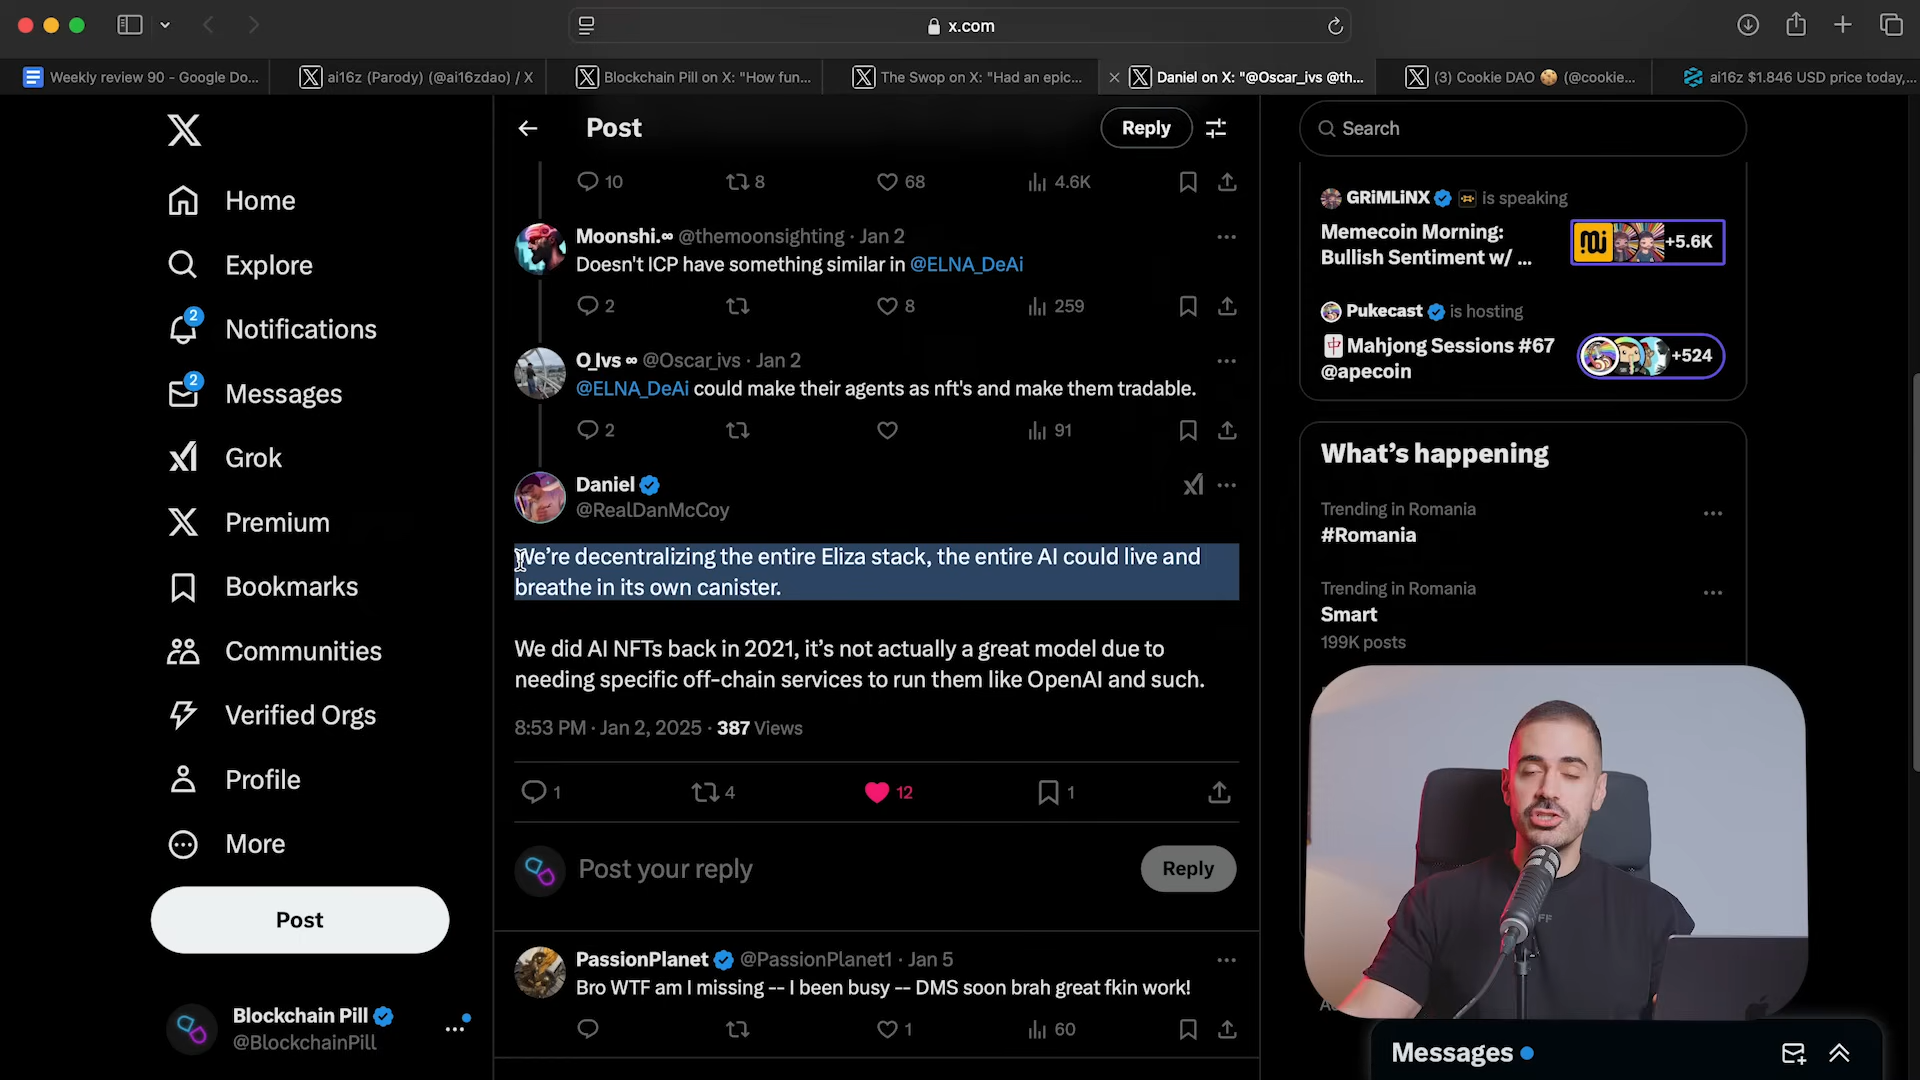 x.com
Weekly review 90 - Google Do...
ai16z (Parody) (@ai16zdao) / X
Blockchain Pill on X: "How fun...
The Swop on X: "Had an epic...
Daniel on X: "@Oscar_ivs @th...
(3) Cookie DAO 🍪 (@cookie...
ai16z $1.846 USD price today,...
Home
Explore
2
Notifications
2
Messages
Grok
Premium
Bookmarks
Communities
Verified Orgs
Profile
More
Post
Blockchain Pill
@BlockchainPill
Post
Reply
10 8 68 4.6K
Moonshi.∞ @themoonsighting · Jan 2
Doesn't ICP have something similar in @ELNA_DeAi
2 8 259
O_Ivs ∞ @Oscar_ivs · Jan 2
@ELNA_DeAi could make their agents as nft's and make them tradable.
2 91
Daniel
@RealDanMcCoy
We're decentralizing the entire Eliza stack, the entire AI could live and
breathe in its own canister.
We did AI NFTs back in 2021, it's not actually a great model due to
needing specific off-chain services to run them like OpenAI and such.
8:53 PM · Jan 2, 2025 · 387 Views
1 4 12 1
Post your reply
Reply
PassionPlanet @PassionPlanet1 · Jan 5
Bro WTF am I missing -- I been busy -- DMS soon brah great fkin work!
1 60
Search
GRiMLiNX is speaking
Memecoin Morning:
Bullish Sentiment w/ ...
+5.6K
Pukecast is hosting
🀄 Mahjong Sessions #67
@apecoin
+524
What's happening
Trending in Romania
#Romania
Trending in Romania
Smart
199K posts
Messages